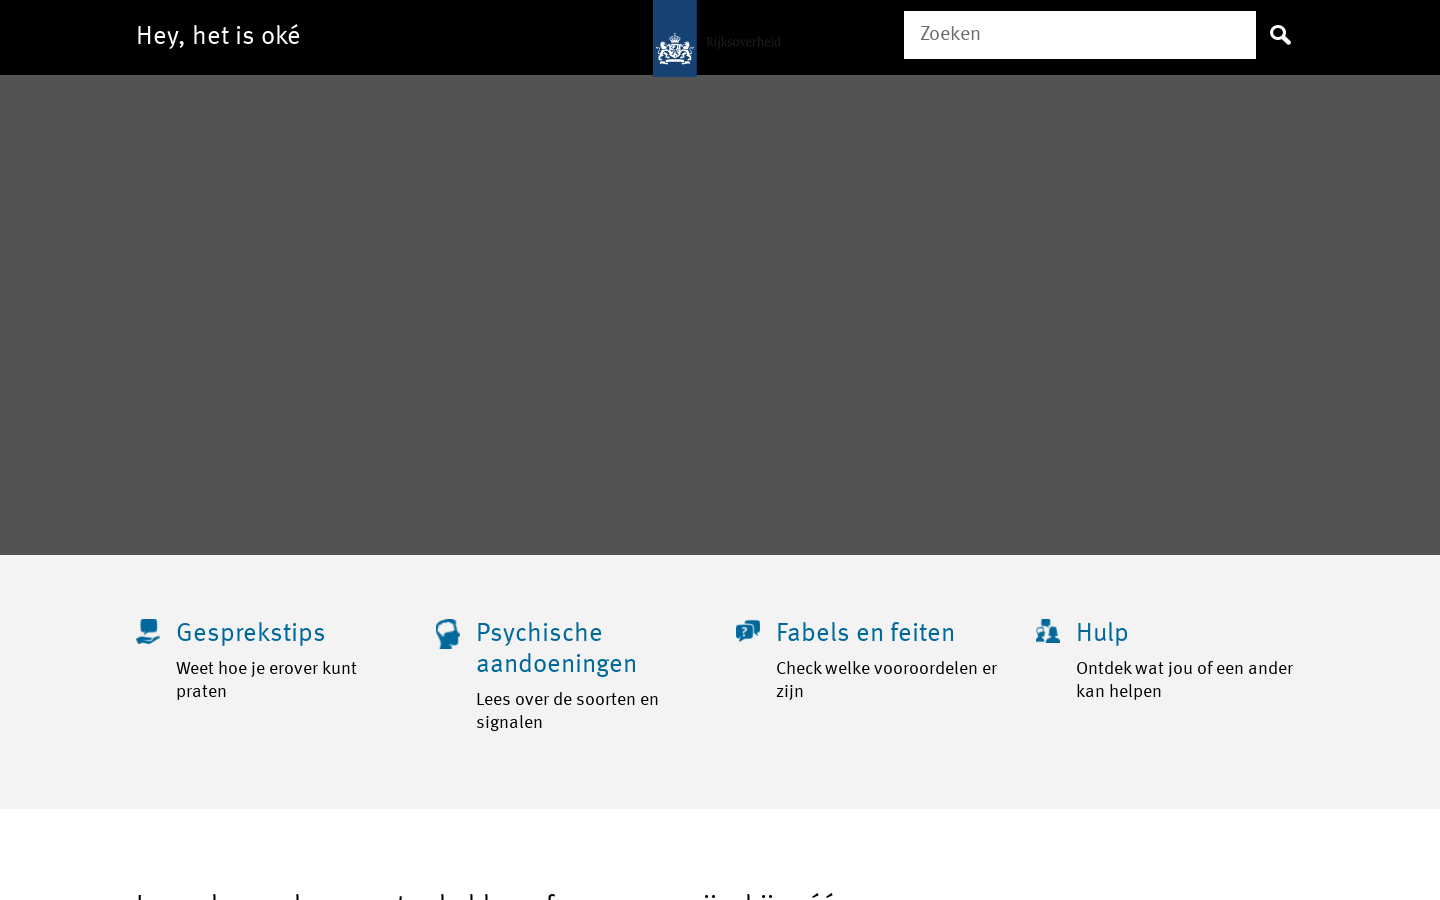 Hey, het is oké
Rijksoverheid
Zoeken
Gesprekstips
Weet hoe je erover kunt
praten
Psychische
aandoeningen
Lees over de soorten en
signalen
Fabels en feiten
Check welke vooroordelen er
zijn
Hulp
Ontdek wat jou of een ander
kan helpen